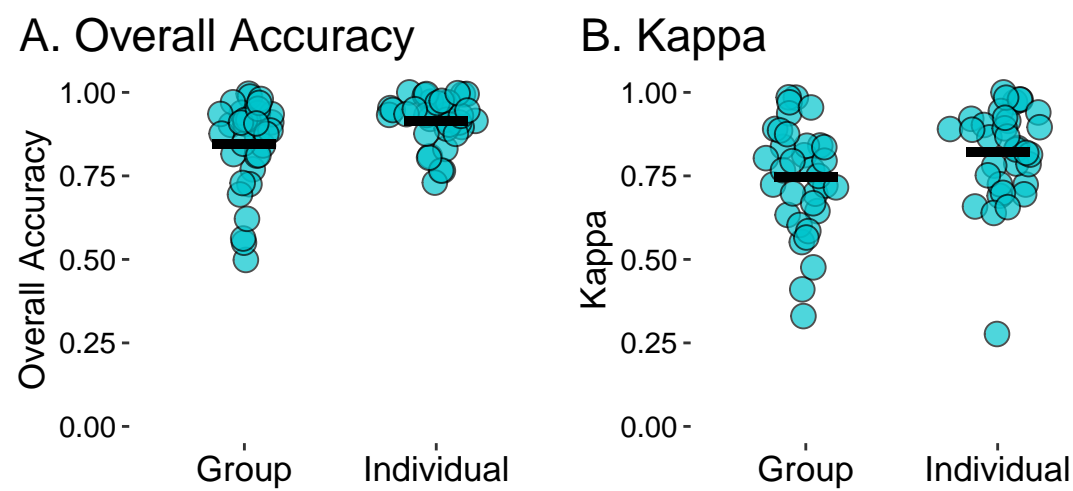 A. Overall Accuracy
Overall Accuracy
1.00
0.75
0.50
0.25
0.00
Group
Individual
B. Kappa
Kappa
1.00
0.75
0.50
0.25
0.00
Group
Individual